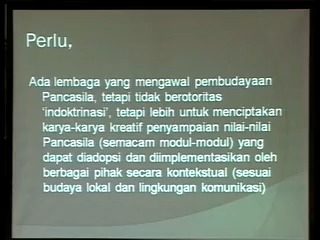 Perlu,
Ada lembaga yang mengawal pembudayaan
Pancasila, tetapi tidak berotoritas
'indoktrinasi', tetapi lebih untuk menciptakan
karya-karya kreatif penyampaian nilai-nilai
Pancasila (semacam modul-modul) yang
dapat diadopsi dan diimplementasikan oleh
berbagai pihak secara kontekstual (sesuai
budaya lokal dan lingkungan komunikasi)